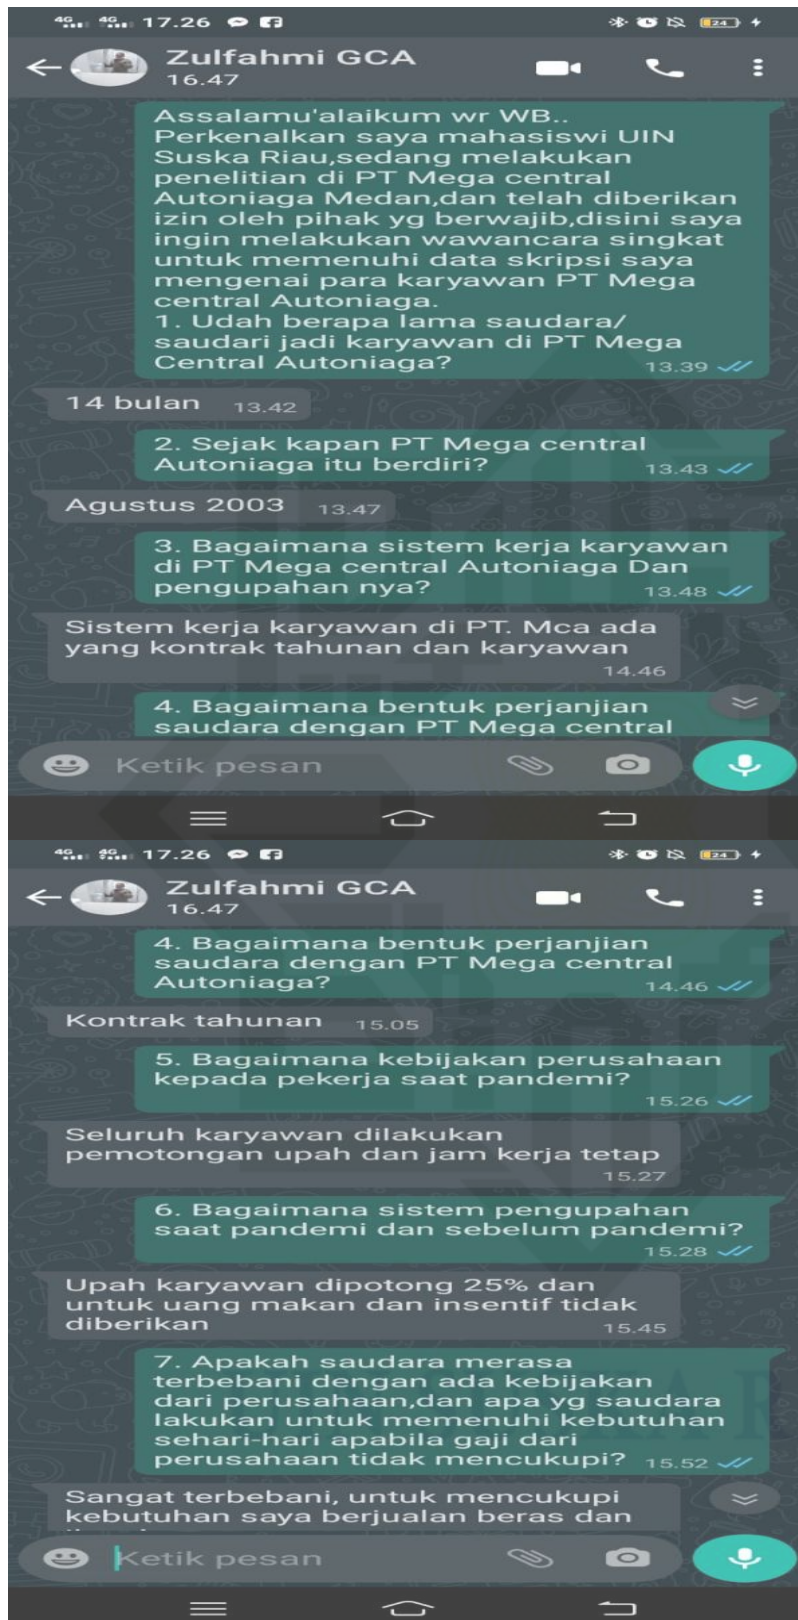 4G 4G 17.26 24
Zulfahmi GCA
16.47
Assalamu'alaikum wr WB..
Perkenalkan saya mahasiswi UIN
Suska Riau,sedang melakukan
penelitian di PT Mega central
Autoniaga Medan,dan telah diberikan
izin oleh pihak yg berwajib,disini saya
ingin melakukan wawancara singkat
untuk memenuhi data skripsi saya
mengenai para karyawan PT Mega
central Autoniaga.
1. Udah berapa lama saudara/
saudari jadi karyawan di PT Mega
Central Autoniaga?
13.39
14 bulan 13.42
2. Sejak kapan PT Mega central
Autoniaga itu berdiri?
13.43
Agustus 2003 13.47
3. Bagaimana sistem kerja karyawan
di PT Mega central Autoniaga Dan
pengupahan nya?
13.48
Sistem kerja karyawan di PT. Mca ada
yang kontrak tahunan dan karyawan
14.46
4. Bagaimana bentuk perjanjian
saudara dengan PT Mega central
Ketik pesan
4G 4G 17.26 24
Zulfahmi GCA
16.47
4. Bagaimana bentuk perjanjian
saudara dengan PT Mega central
Autoniaga?
14.46
Kontrak tahunan 15.05
5. Bagaimana kebijakan perusahaan
kepada pekerja saat pandemi?
15.26
Seluruh karyawan dilakukan
pemotongan upah dan jam kerja tetap
15.27
6. Bagaimana sistem pengupahan
saat pandemi dan sebelum pandemi?
15.28
Upah karyawan dipotong 25% dan
untuk uang makan dan insentif tidak
diberikan
15.45
7. Apakah saudara merasa
terbebani dengan ada kebijakan
dari perusahaan,dan apa yg saudara
lakukan untuk memenuhi kebutuhan
sehari-hari apabila gaji dari
perusahaan tidak mencukupi? 15.52
Sangat terbebani, untuk mencukupi
kebutuhan saya berjualan beras dan
Ketik pesan